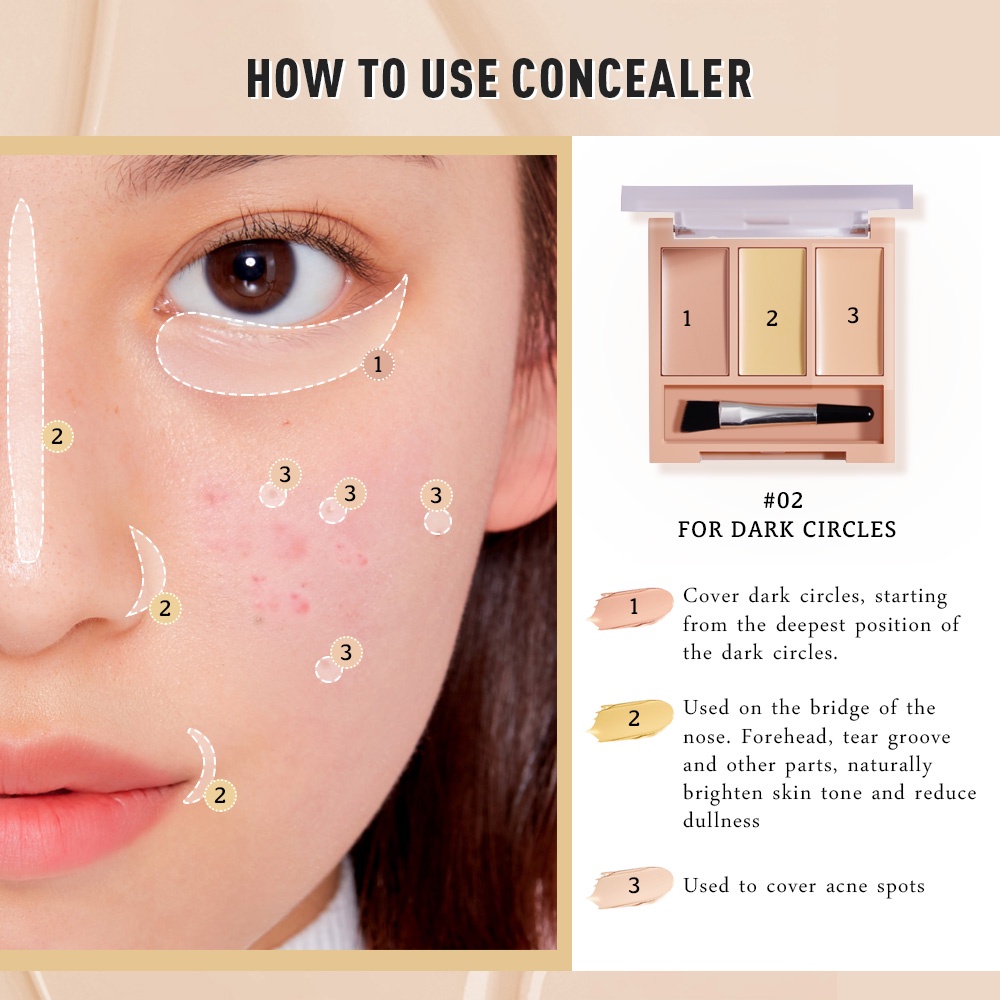 HOW TO USE CONCEALER
1
2
3
3
3
2
3
2
1
2
3
#02
FOR DARK CIRCLES
1
Cover dark circles, starting
from the deepest position of
the dark circles.
2
Used on the bridge of the
nose. Forehead, tear groove
and other parts, naturally
brighten skin tone and reduce
dullness
3
Used to cover acne spots